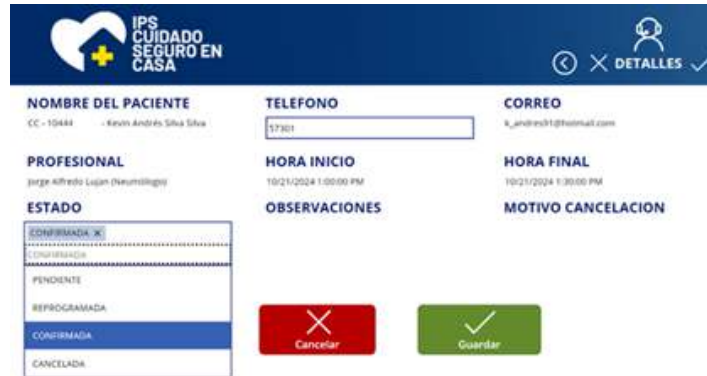 IPS
CUIDADO
SEGURO EN
CASA
DETALLES
NOMBRE DEL PACIENTE
CC - 10444 - Kevin Andrés Silva Silva
TELEFONO
57301
CORREO
k_andres91@hotmail.com
PROFESIONAL
Jorge Alfredo Lujan (Neumólogo)
HORA INICIO
10/21/2024 1:00:00 PM
HORA FINAL
10/21/2024 1:30:00 PM
ESTADO
OBSERVACIONES
MOTIVO CANCELACION
CONFIRMADA
CONFIRMADA
PENDIENTE
REPROGRAMADA
CONFIRMADA
CANCELADA
Cancelar
Guardar